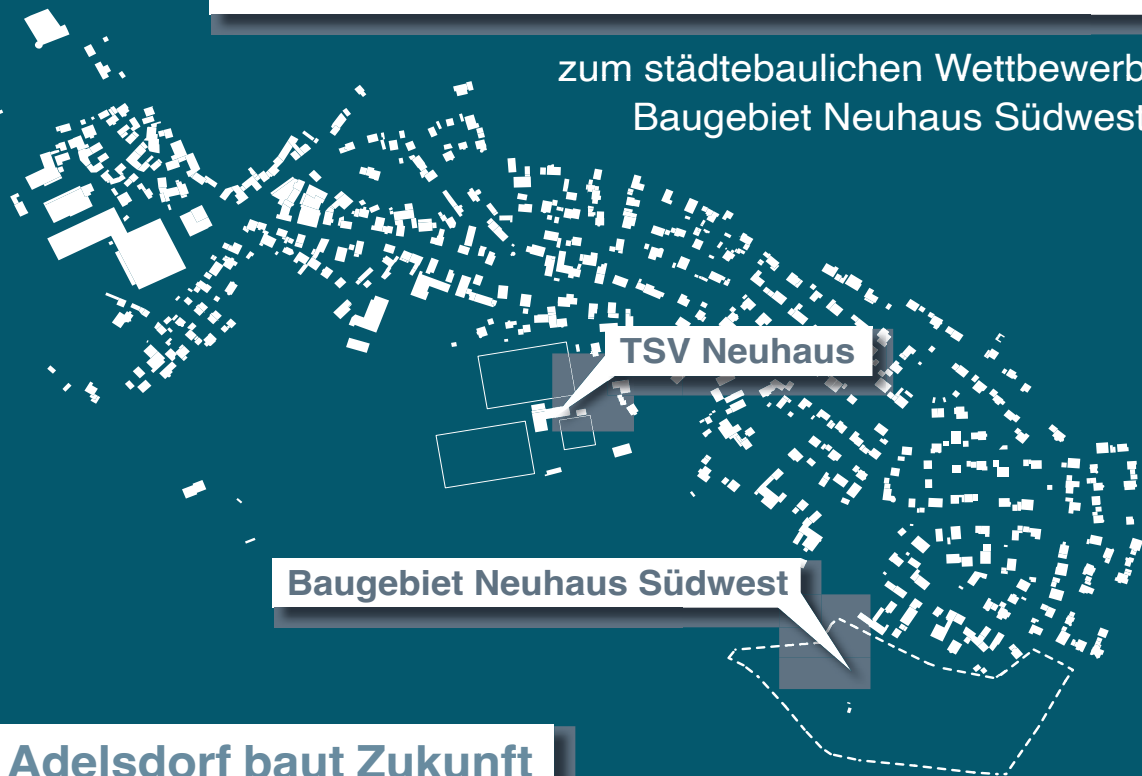 zum städtebaulichen Wettbewerb
Baugebiet Neuhaus Südwest
TSV Neuhaus
Baugebiet Neuhaus Südwest
Adelsdorf baut Zukunft